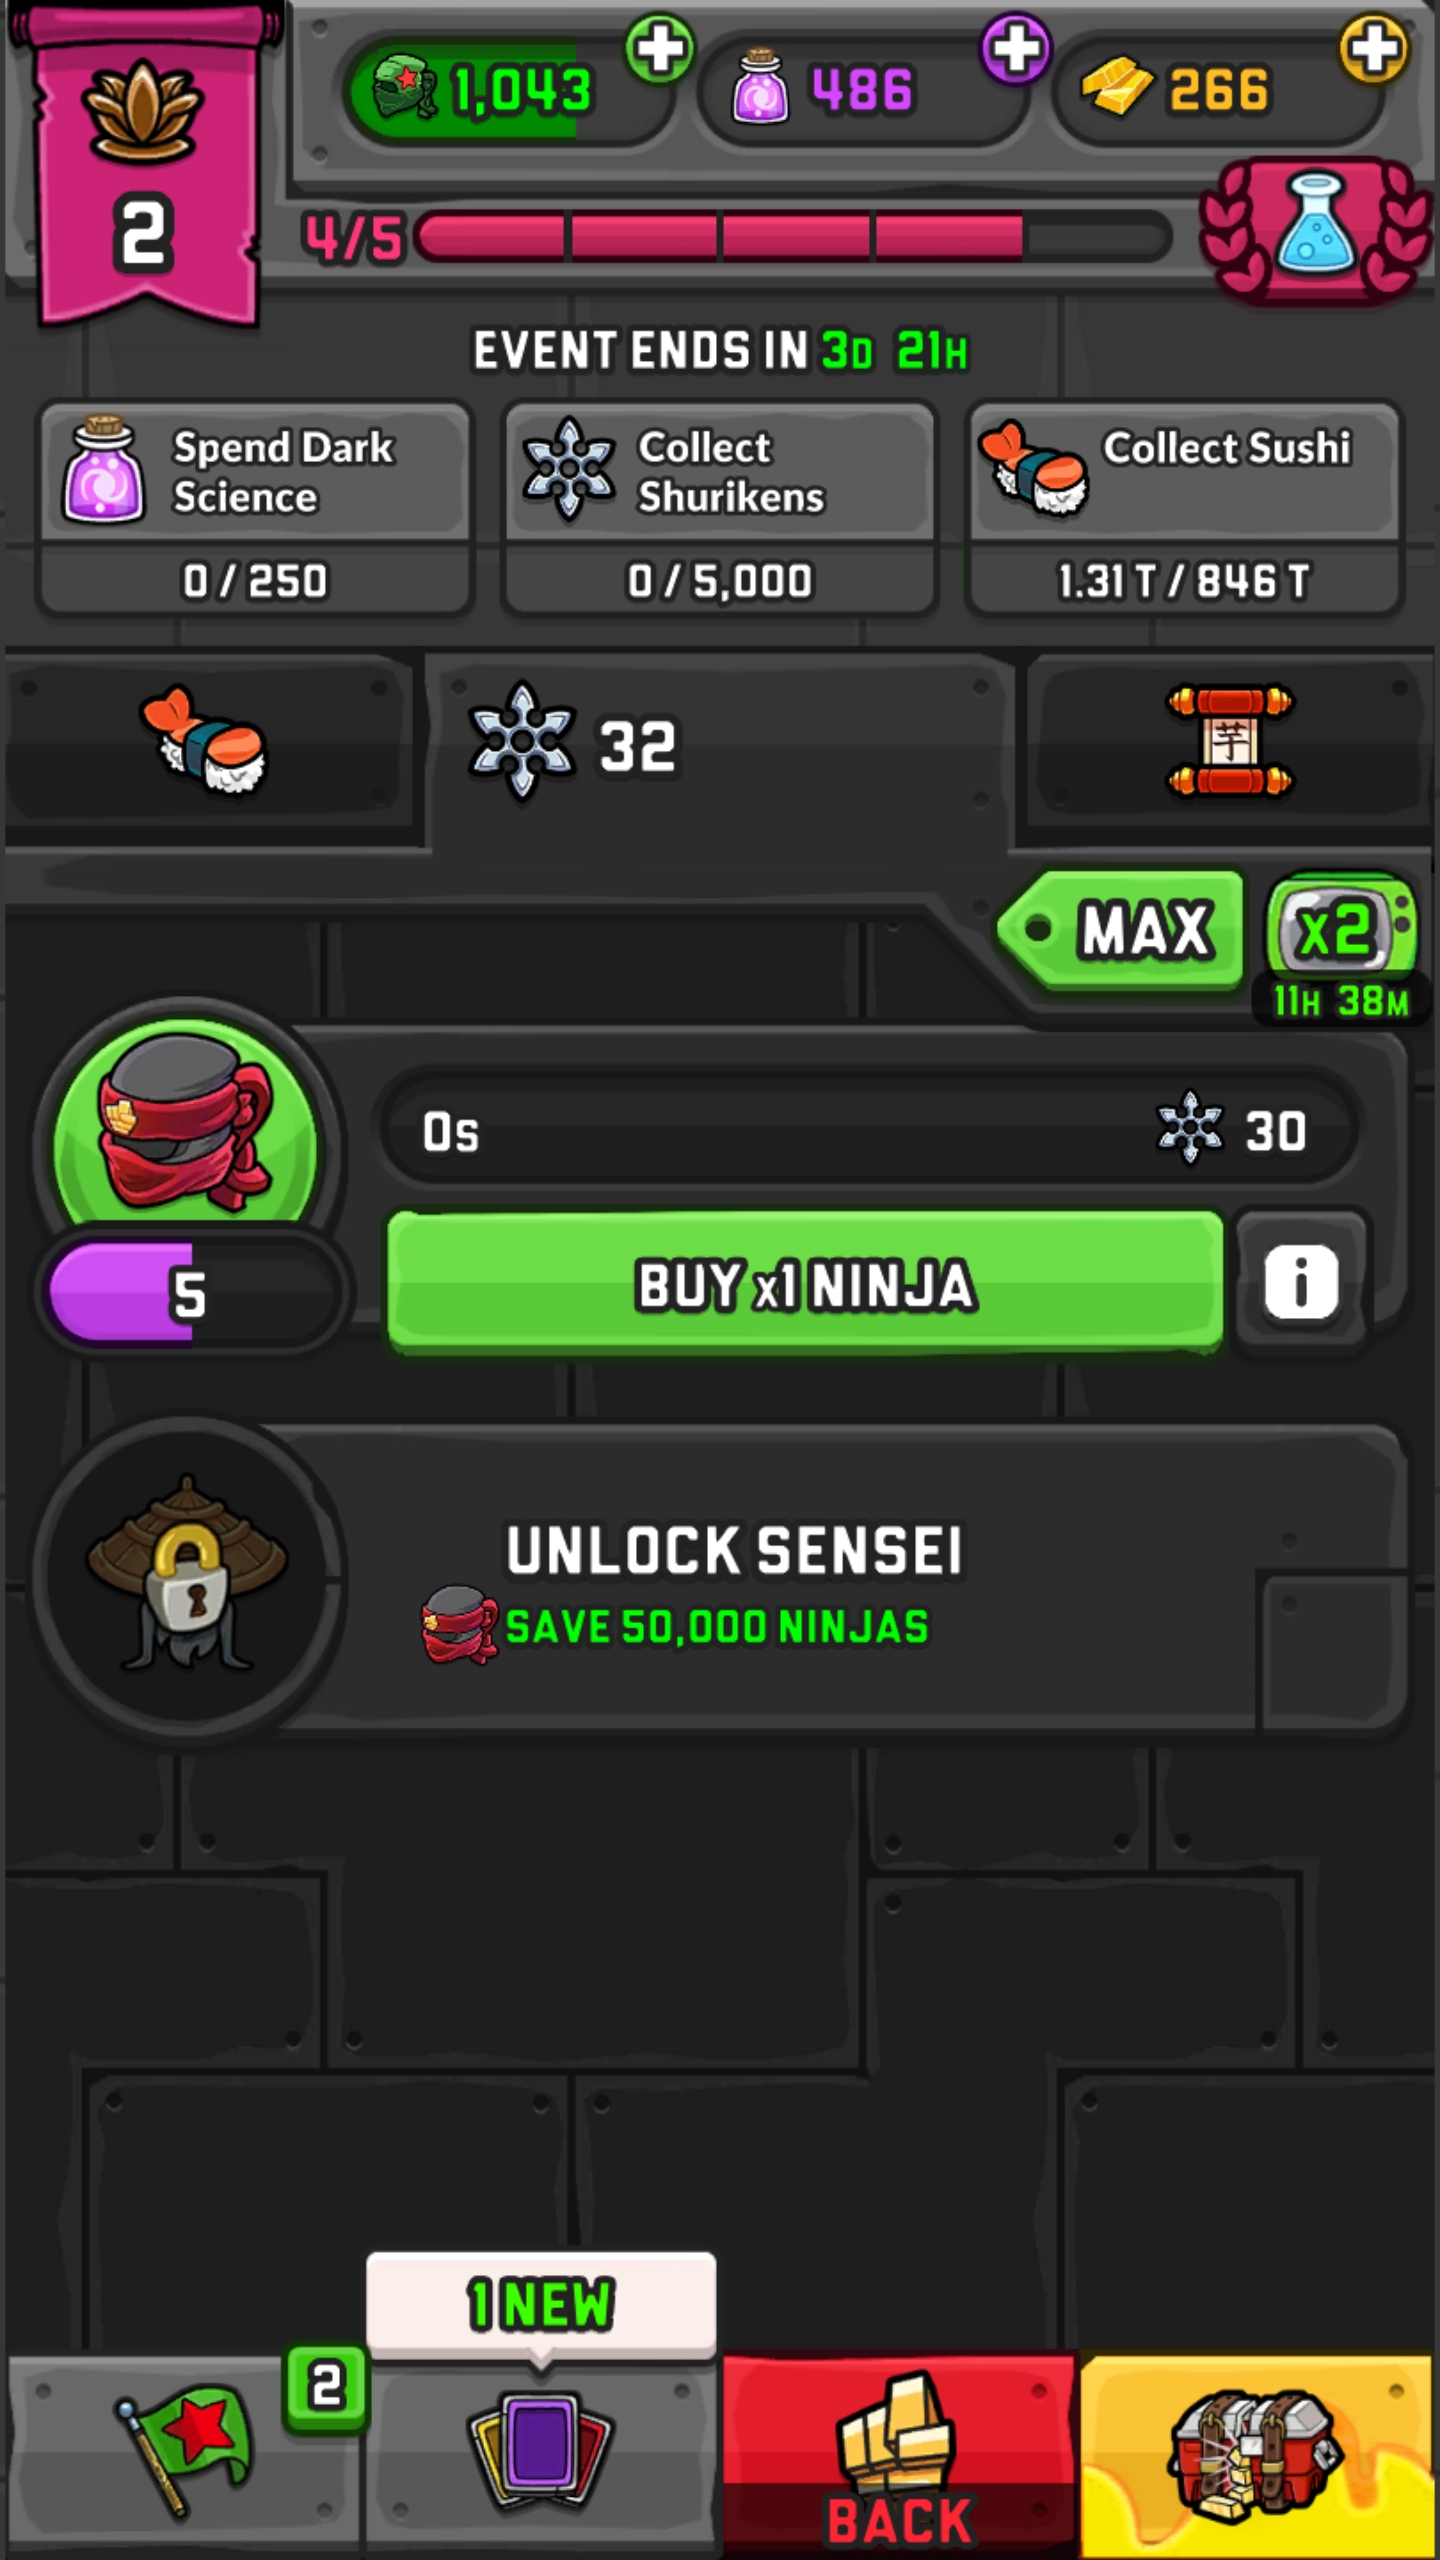 1,043
486
266
2
4/5
EVENT ENDS IN 3D 21H
Spend Dark
Science
0 / 250
Collect
Shurikens
0 / 5,000
Collect Sushi
1.31 T / 846 T
32
芋
MAX
x2
11H 38M
0s
30
5
BUY x1 NINJA
i
UNLOCK SENSEI
SAVE 50,000 NINJAS
1 NEW
2
BACK